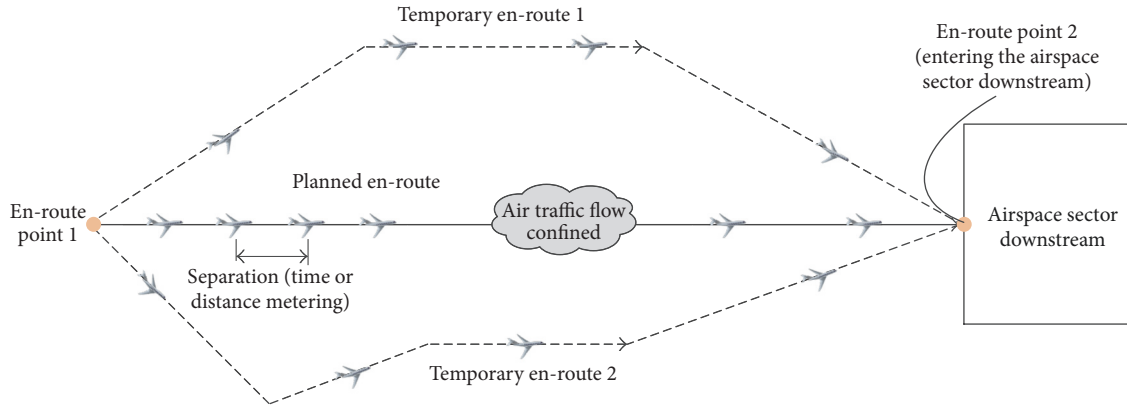 Temporary en-route 1
En-route point 2
(entering the airspace
sector downstream)
Planned en-route
En-route
point 1
Air traffic flow
confined
Airspace sector
downstream
Separation (time or
distance metering)
Temporary en-route 2